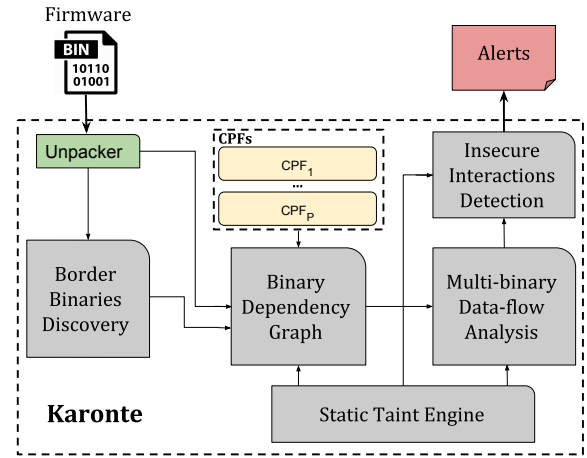 Firmware
BIN
10110
01001
Alerts
Unpacker
CPFs
CPF1
...
CPFP
Insecure
Interactions
Detection
Border
Binaries
Discovery
Binary
Dependency
Graph
Multi-binary
Data-flow
Analysis
Karonte
Static Taint Engine